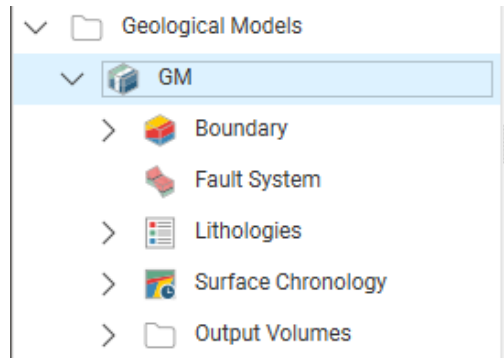 Geological Models
GM
Boundary
Fault System
Lithologies
Surface Chronology
Output Volumes